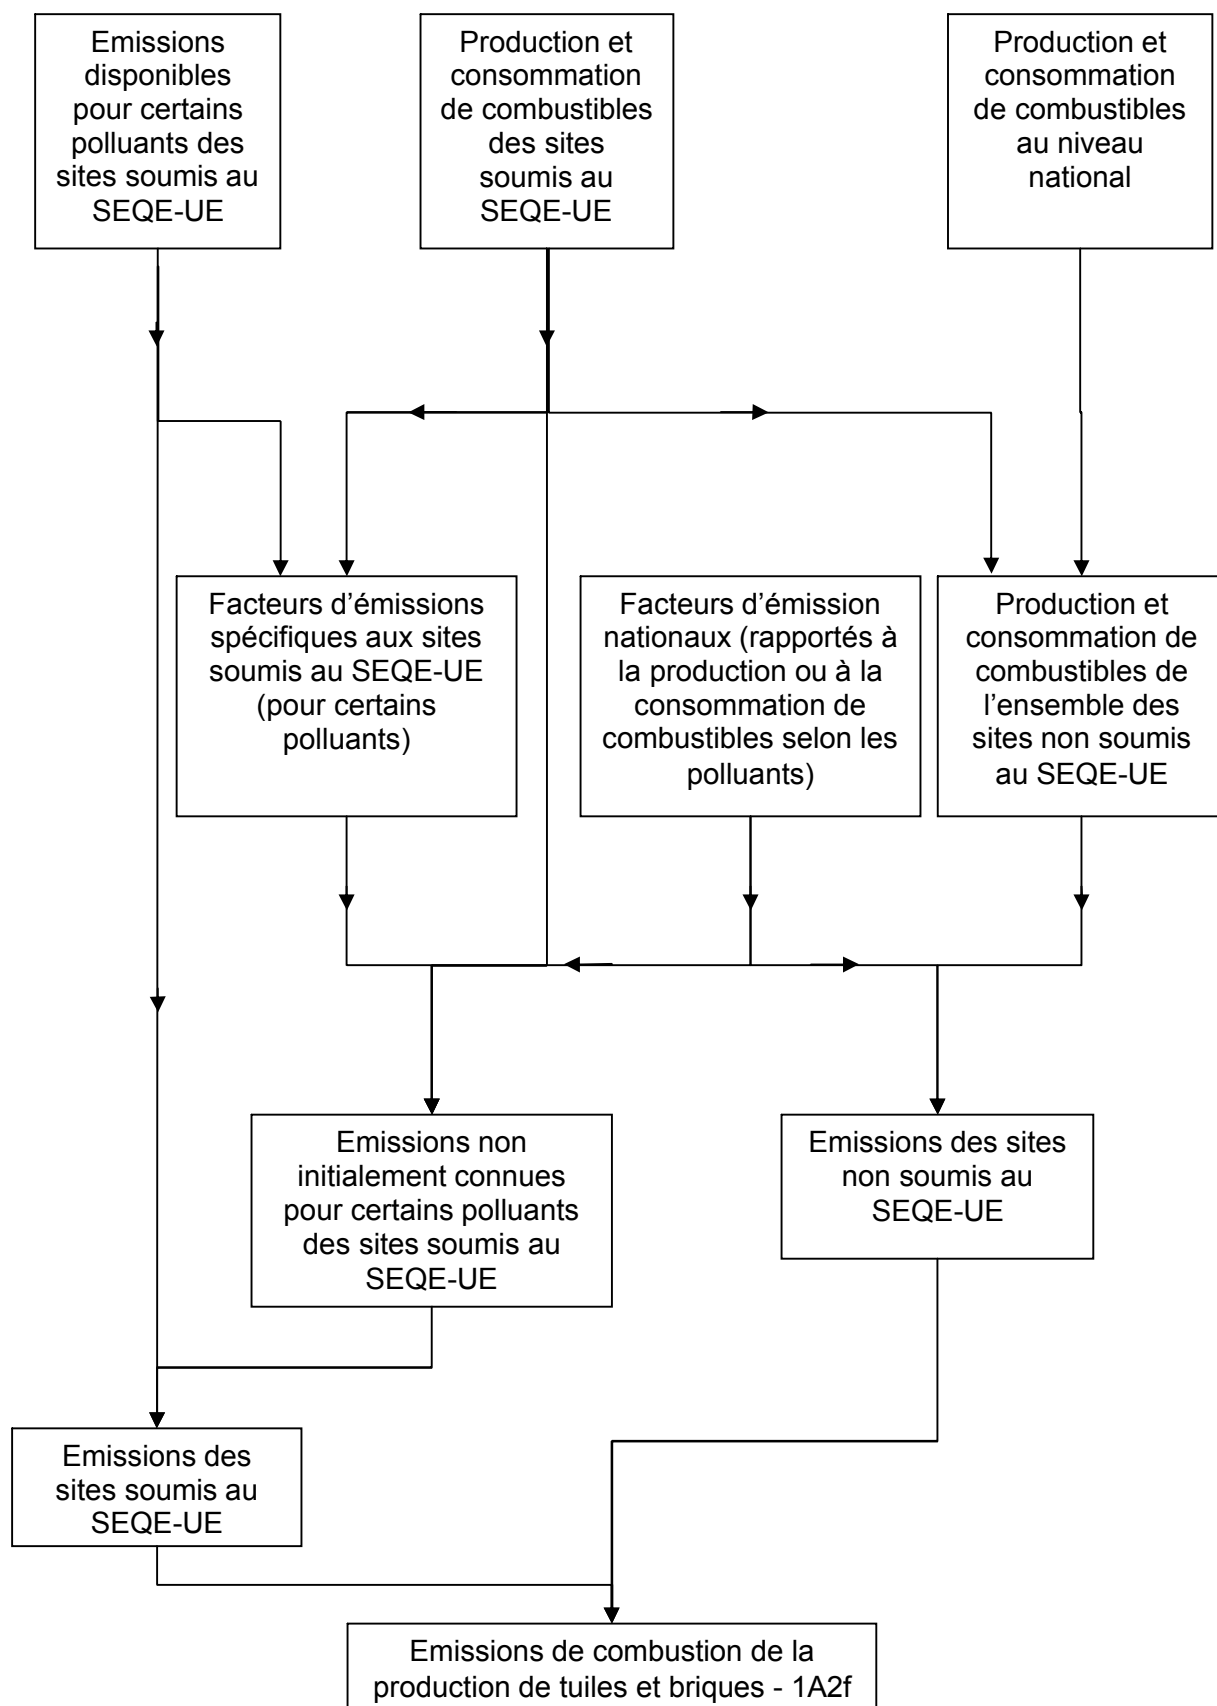 Emissions
disponibles
pour certains
polluants des
sites soumis au
SEQE-UE
Production et
consommation
de combustibles
des sites
soumis au
SEQE-UE
Production et
consommation
de combustibles
au niveau
national
Facteurs d’émissions
spécifiques aux sites
soumis au SEQE-UE
(pour certains
polluants)
Facteurs d’émission
nationaux (rapportés à
la production ou à la
consommation de
combustibles selon les
polluants)
Production et
consommation de
combustibles de
l’ensemble des
sites non soumis
au SEQE-UE
Emissions non
initialement connues
pour certains polluants
des sites soumis au
SEQE-UE
Emissions des sites
non soumis au
SEQE-UE
Emissions des
sites soumis au
SEQE-UE
Emissions de combustion de la
production de tuiles et briques - 1A2f